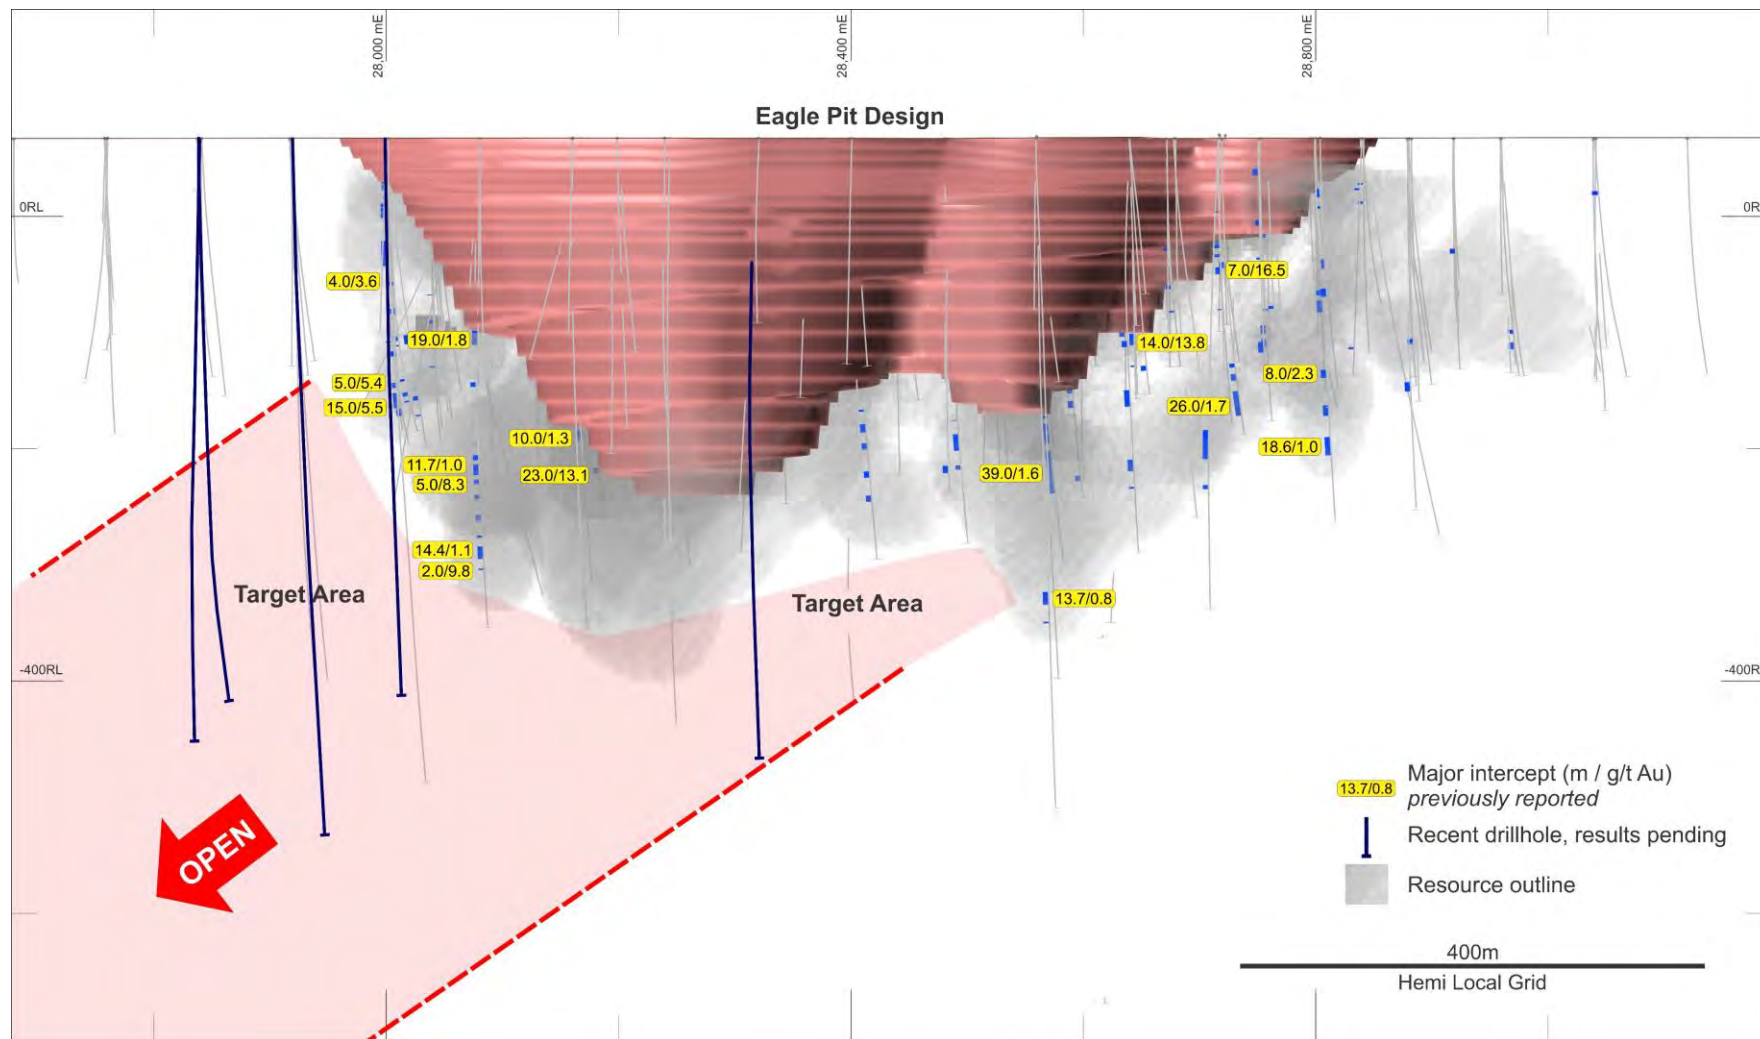 28,000 mE
28,400 mE
28,800 mE
Eagle Pit Design
0RL
0R
4.0/3.6
7.0/16.5
19.0/1.8
14.0/13.8
5.0/5.4
8.0/2.3
15.0/5.5
26.0/1.7
10.0/1.3
18.6/1.0
11.7/1.0
23.0/13.1
39.0/1.6
5.0/8.3
14.4/1.1
2.0/9.8
Target Area
Target Area
13.7/0.8
-400RL
-400R
OPEN
13.7/0.8
Major intercept (m / g/t Au)
previously reported
Recent drillhole, results pending
Resource outline
400m
Hemi Local Grid